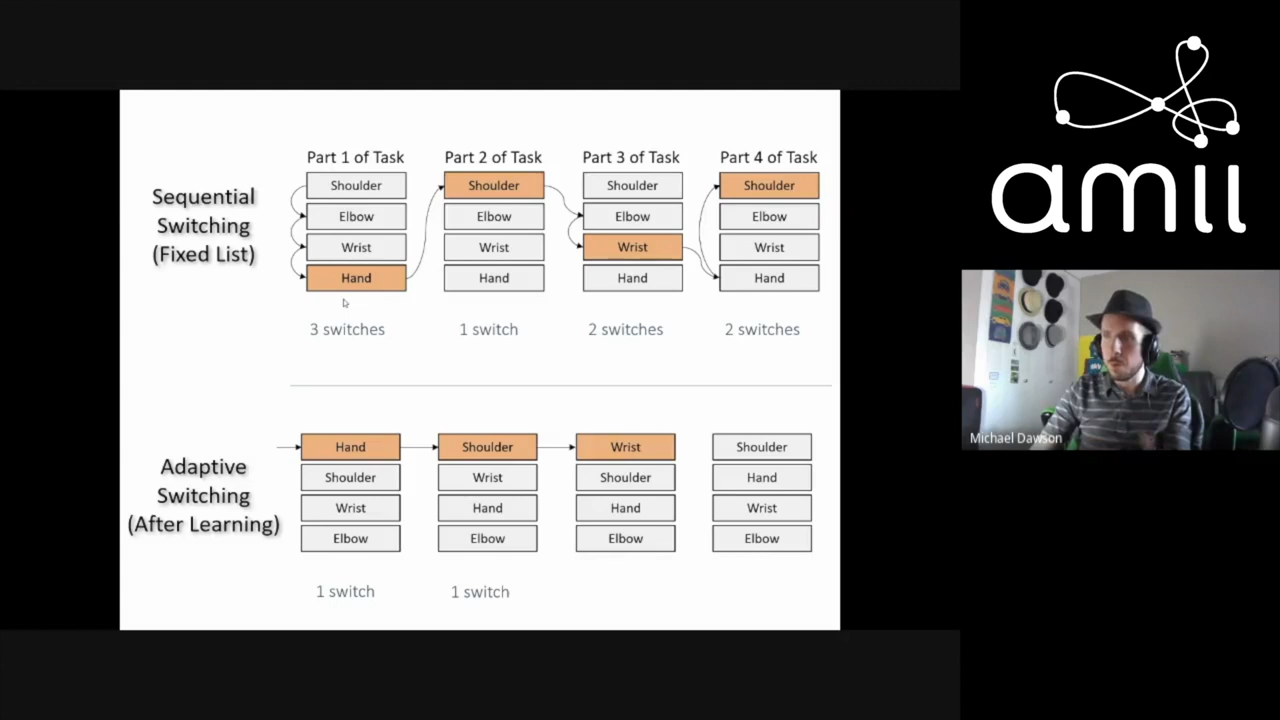 Part 1 of Task
Part 2 of Task
Part 3 of Task
Part 4 of Task
Sequential
Switching
(Fixed List)
Shoulder
Elbow
Wrist
Hand
Shoulder
Elbow
Wrist
Hand
Shoulder
Elbow
Wrist
Hand
Shoulder
Elbow
Wrist
Hand
3 switches
1 switch
2 switches
2 switches
Adaptive
Switching
(After Learning)
Hand
Shoulder
Wrist
Elbow
Shoulder
Wrist
Hand
Elbow
Wrist
Shoulder
Hand
Elbow
Shoulder
Hand
Wrist
Elbow
1 switch
1 switch
amii
Michael Dawson